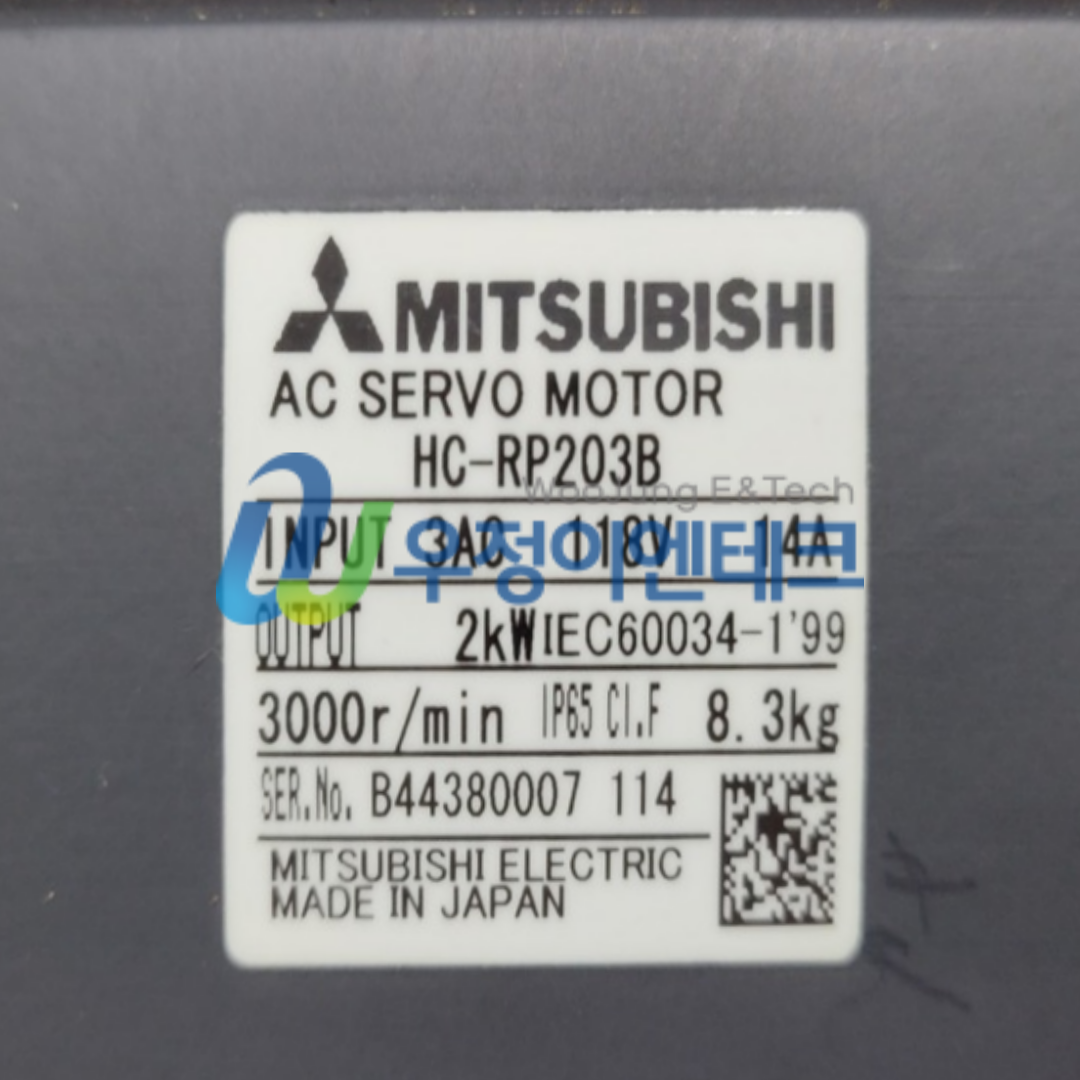 MITSUBISHI
AC SERVO MOTOR
HC-RP203B
WooJung E&Tech
INPUT 3AC 118V 14A
우정이엔테크
OUTPUT 2kW IEC60034-1'99
3000r/min IP65 Cl.F 8.3kg
SER.No. B44380007 114
MITSUBISHI ELECTRIC
MADE IN JAPAN